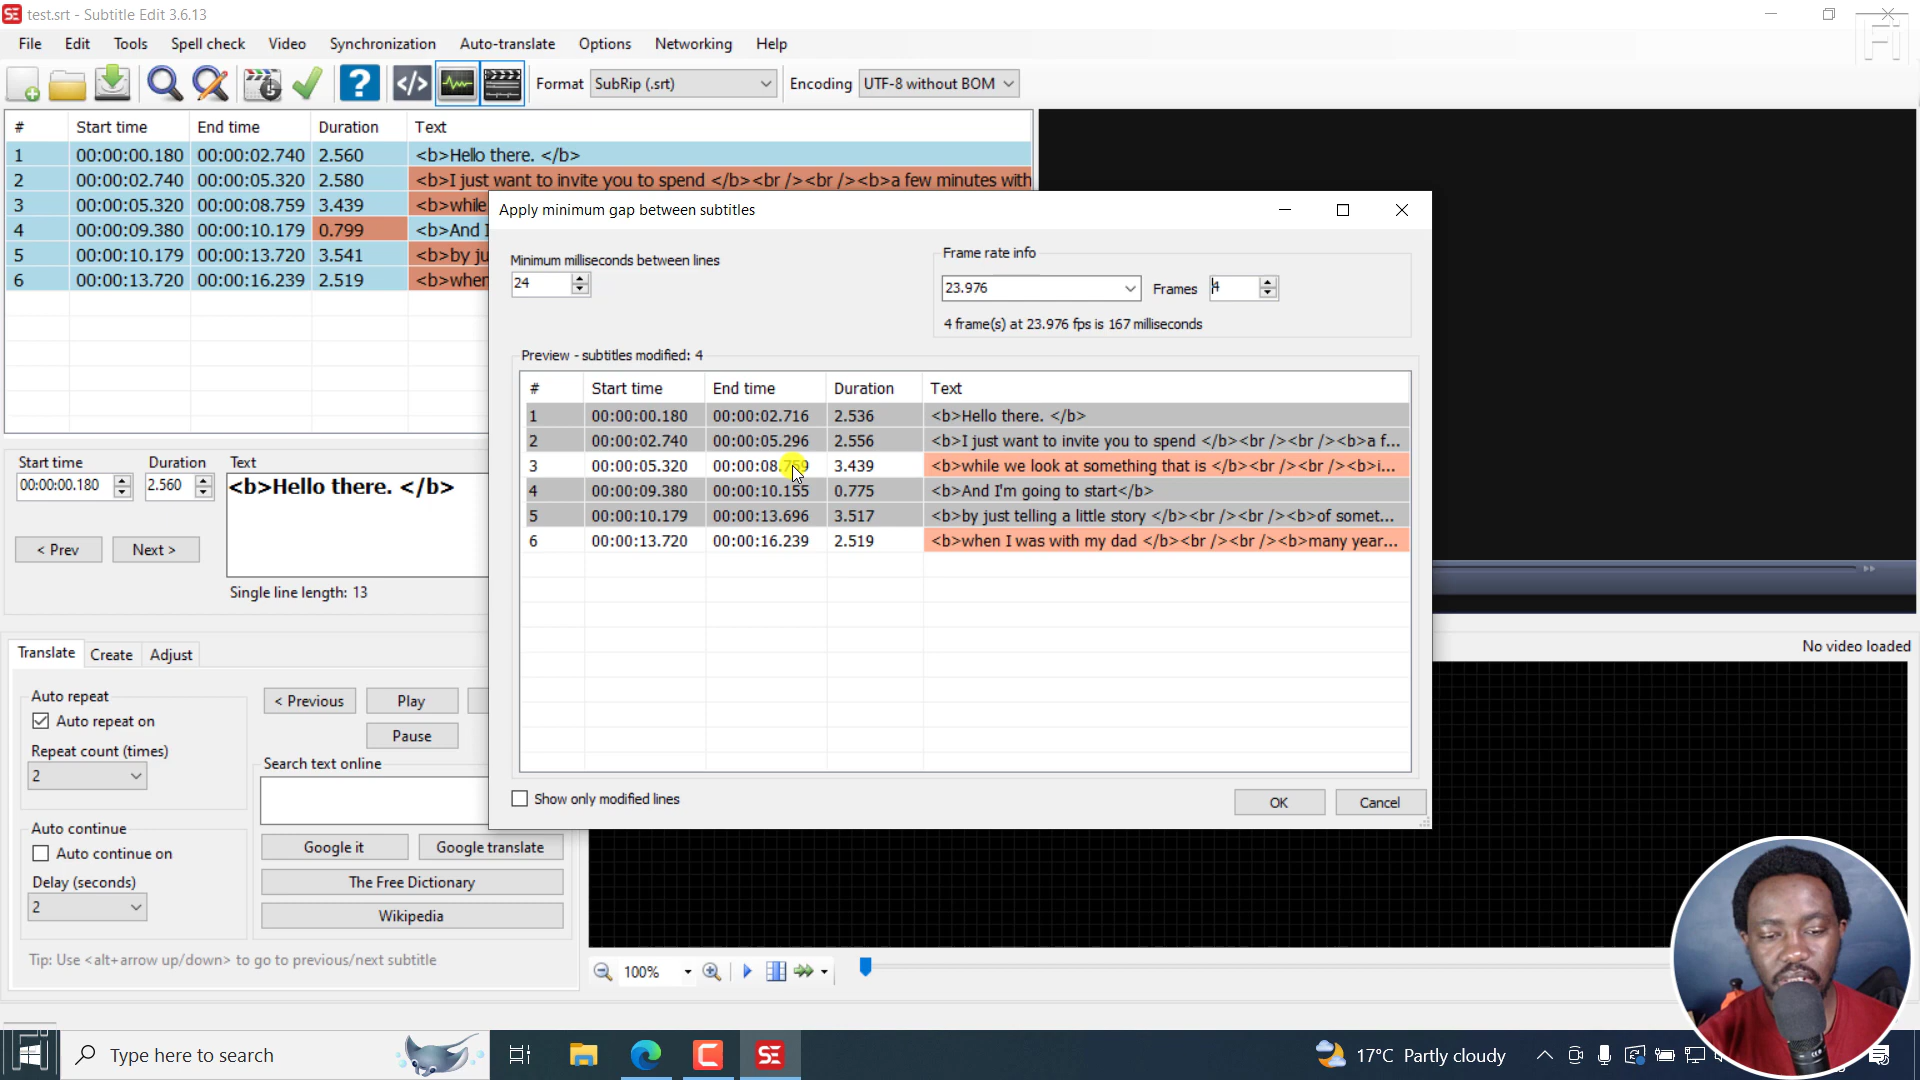 test.srt - Subtitle Edit 3.6.13
File Edit Tools Spell check Video Synchronization Auto-translate Options Networking Help
Format SubRip (.srt) Encoding UTF-8 without BOM
# Start time End time Duration Text
1 00:00:00.180 00:00:02.740 2.560 <b>Hello there. </b>
2 00:00:02.740 00:00:05.320 2.580 <b>I just want to invite you to spend </b><br /><br /><b>a few minutes with
3 00:00:05.320 00:00:08.759 3.439 <b>while
4 00:00:09.380 00:00:10.179 0.799 <b>And I
5 00:00:10.179 00:00:13.720 3.541 <b>by ju
6 00:00:13.720 00:00:16.239 2.519 <b>when
Apply minimum gap between subtitles
Minimum milliseconds between lines
24
Frame rate info
23.976 Frames 4
4 frame(s) at 23.976 fps is 167 milliseconds
Preview - subtitles modified: 4
# Start time End time Duration Text
1 00:00:00.180 00:00:02.716 2.536 <b>Hello there. </b>
2 00:00:02.740 00:00:05.296 2.556 <b>I just want to invite you to spend </b><br /><br /><b>a f...
3 00:00:05.320 00:00:08.759 3.439 <b>while we look at something that is </b><br /><br /><b>i...
4 00:00:09.380 00:00:10.155 0.775 <b>And I'm going to start</b>
5 00:00:10.179 00:00:13.696 3.517 <b>by just telling a little story </b><br /><br /><b>of somet...
6 00:00:13.720 00:00:16.239 2.519 <b>when I was with my dad </b><br /><br /><b>many year...
Show only modified lines
OK Cancel
Start time Duration Text
00:00:00.180 2.560 <b>Hello there. </b>
< Prev Next >
Single line length: 13
No video loaded
Translate Create Adjust
Auto repeat
Auto repeat on
Repeat count (times)
2
Auto continue
Auto continue on
Delay (seconds)
2
< Previous Play
Pause
Search text online
Google it Google translate
The Free Dictionary
Wikipedia
Tip: Use <alt+arrow up/down> to go to previous/next subtitle
100%
Type here to search
17°C Partly cloudy